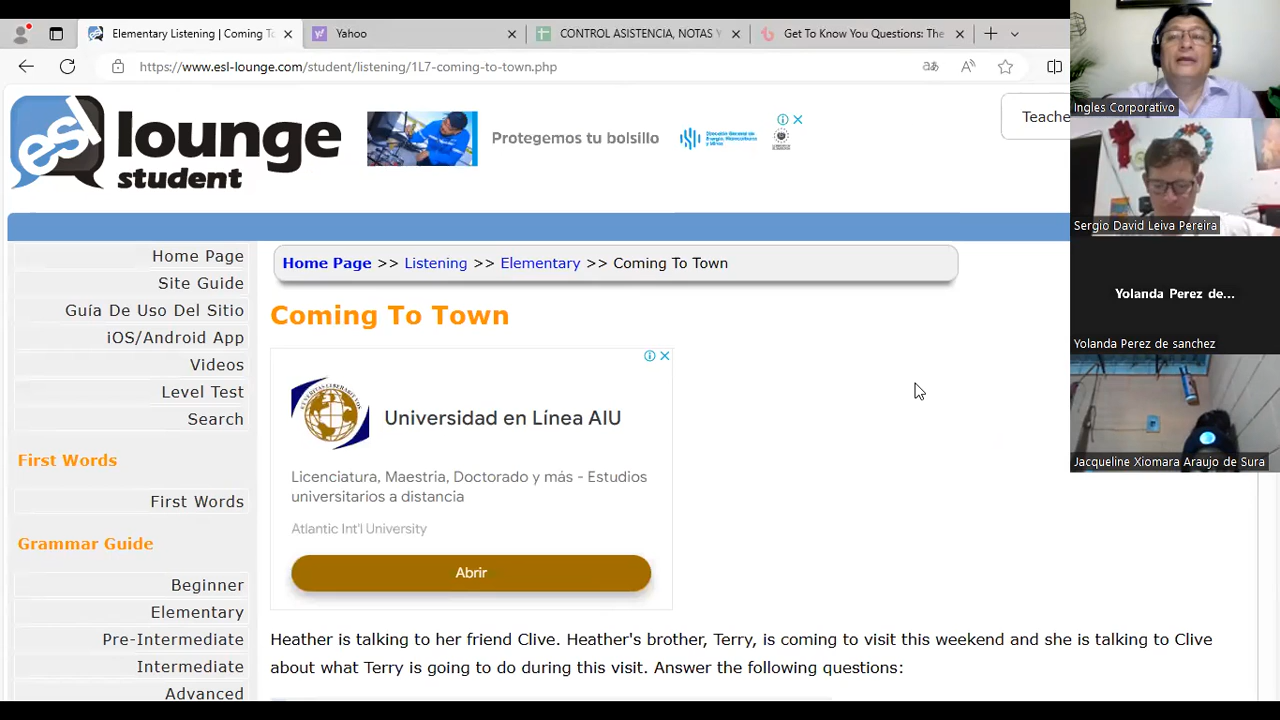 Elementary Listening | Coming To
Yahoo
CONTROL ASISTENCIA, NOTAS
Get To Know You Questions: The
https://www.esl-lounge.com/student/listening/1L7-coming-to-town.php
esl lounge
student
Protegemos tu bolsillo
Teache
Home Page
Site Guide
Guía De Uso Del Sitio
iOS/Android App
Videos
Level Test
Search
First Words
First Words
Grammar Guide
Beginner
Elementary
Pre-Intermediate
Intermediate
Advanced
Home Page >> Listening >> Elementary >> Coming To Town
Coming To Town
Universidad en Línea AIU
Licenciatura, Maestria, Doctorado y más - Estudios
universitarios a distancia
Atlantic Int'l University
Abrir
Heather is talking to her friend Clive. Heather's brother, Terry, is coming to visit this weekend and she is talking to Clive
about what Terry is going to do during this visit. Answer the following questions:
Ingles Corporativo
Sergio David Leiva Pereira
Yolanda Perez de...
Yolanda Perez de sanchez
Jacqueline Xiomara Araujo de Sura